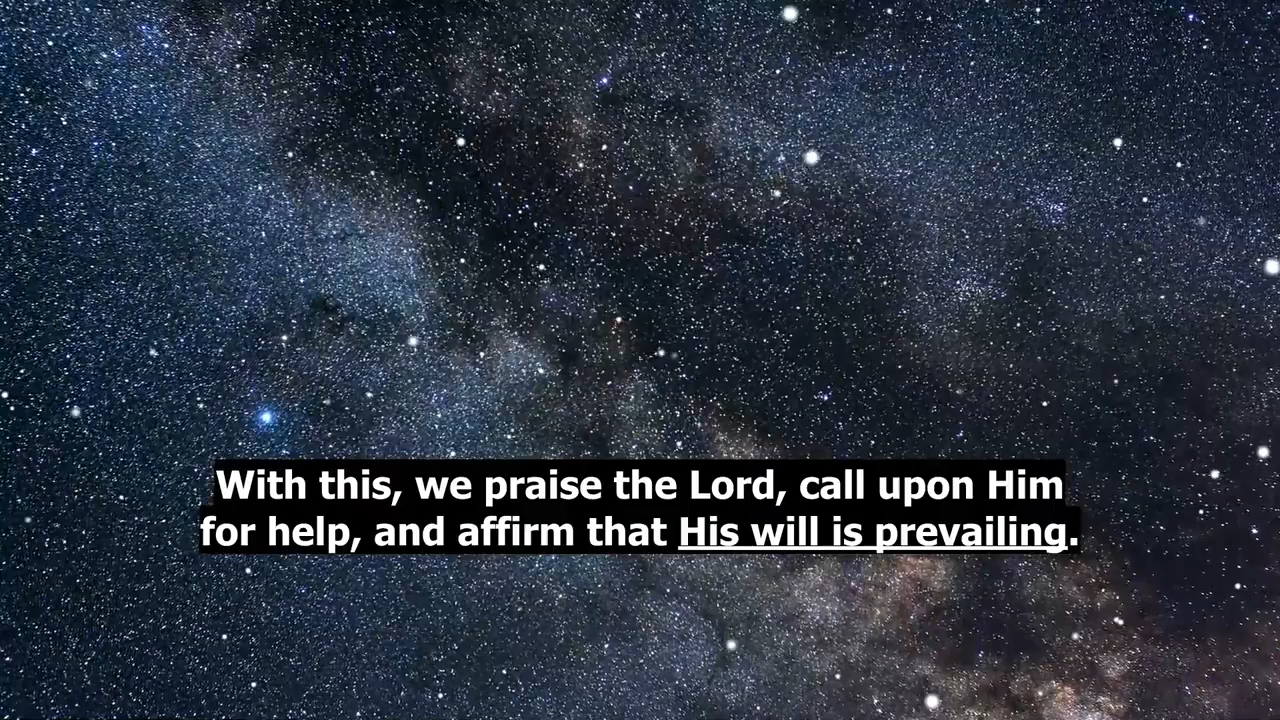 With this, we praise the Lord, call upon Him
for help, and affirm that His will is prevailing.